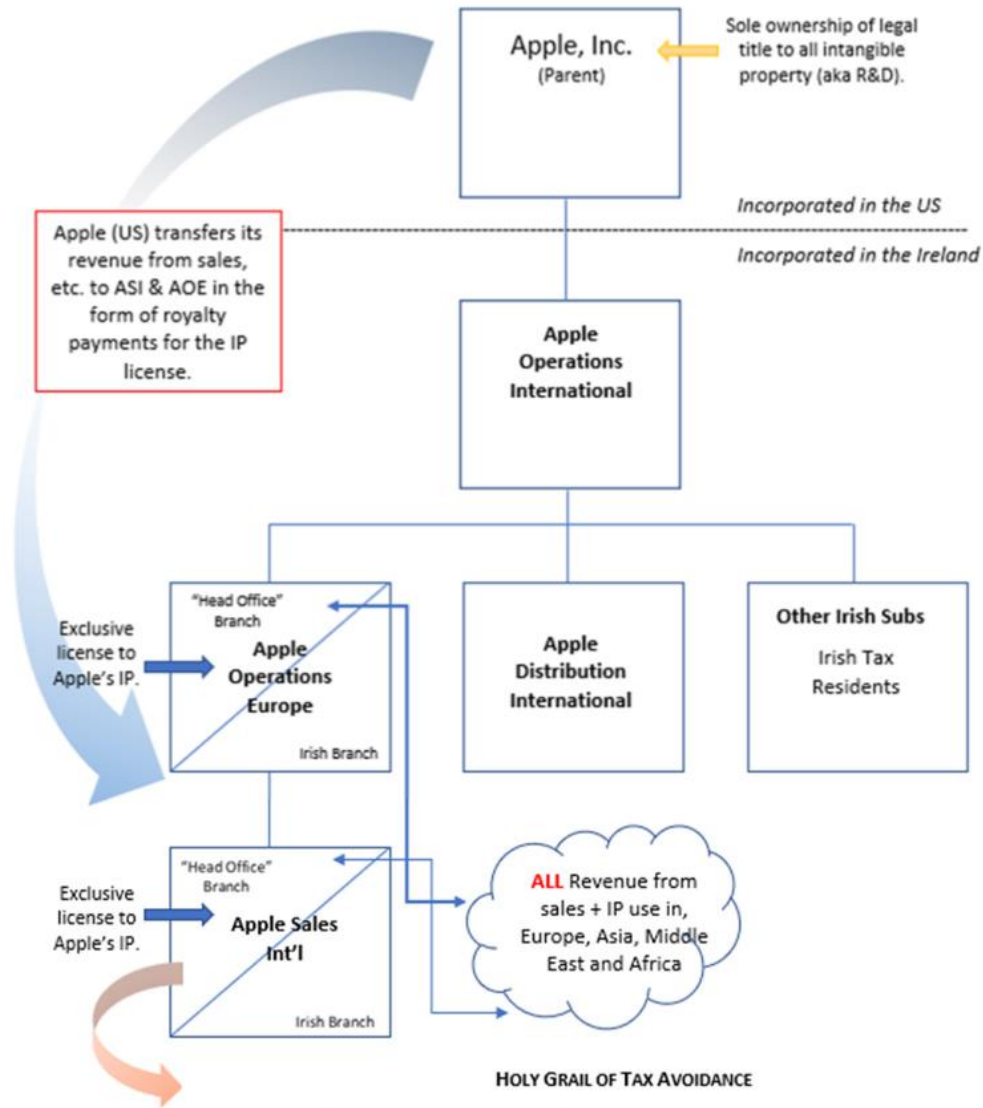 Apple, Inc.
(Parent)
Sole ownership of legal
title to all intangible
property (aka R&D).
Incorporated in the US
Incorporated in the Ireland
Apple (US) transfers its
revenue from sales,
etc. to ASI & AOE in the
form of royalty
payments for the IP
license.
Apple
Operations
International
Exclusive
license to
Apple's IP.
"Head Office"
Branch
Apple
Operations
Europe
Irish Branch
Apple
Distribution
International
Other Irish Subs
Irish Tax
Residents
Exclusive
license to
Apple's IP.
"Head Office"
Branch
Apple Sales
Int'l
Irish Branch
ALL Revenue from
sales + IP use in,
Europe, Asia, Middle
East and Africa
HOLY GRAIL OF TAX AVOIDANCE